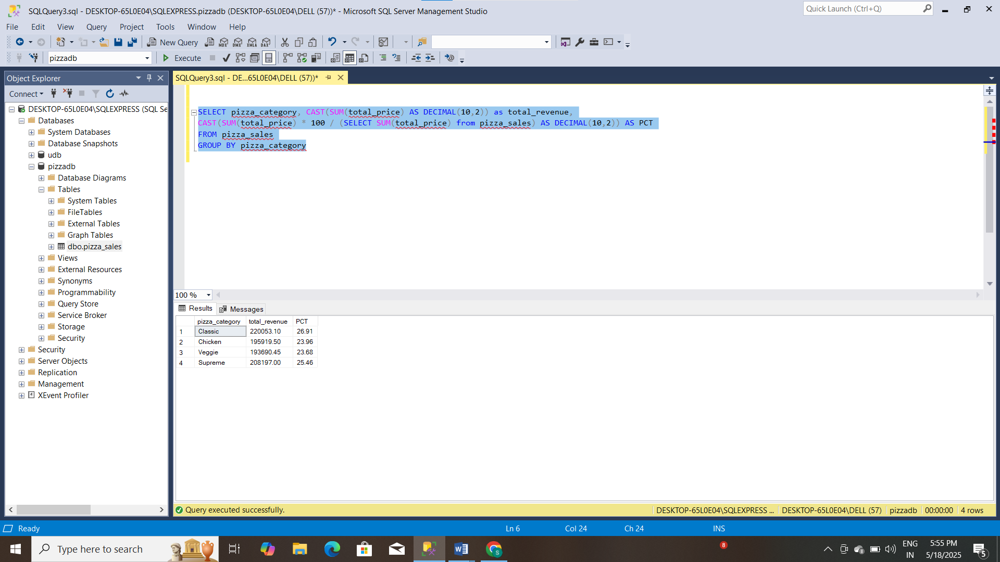 SQLQuery3.sql - DESKTOP-65L0E04\SQLEXPRESS.pizzadb (DESKTOP-65L0E04\DELL (57))* - Microsoft SQL Server Management Studio
Quick Launch (Ctrl+Q)
File Edit View Query Project Tools Window Help
New Query MDX DMX XMLA DAX
pizzadb Execute
Object Explorer
SQLQuery3.sql - DE...65L0E04\DELL (57))*
Connect
DESKTOP-65L0E04\SQLEXPRESS (SQL Se
Databases
System Databases
Database Snapshots
udb
pizzadb
Database Diagrams
Tables
System Tables
FileTables
External Tables
Graph Tables
dbo.pizza_sales
Views
External Resources
Synonyms
Programmability
Query Store
Service Broker
Storage
Security
Security
Server Objects
Replication
Management
XEvent Profiler
SELECT pizza_category, CAST(SUM(total_price) AS DECIMAL(10,2)) as total_revenue,
CAST(SUM(total_price) * 100 / (SELECT SUM(total_price) from pizza_sales) AS DECIMAL(10,2)) AS PCT
FROM pizza_sales
GROUP BY pizza_category
100 %
Results Messages
pizza_category total_revenue PCT
1 Classic 220053.10 26.91
2 Chicken 195919.50 23.96
3 Veggie 193690.45 23.68
4 Supreme 208197.00 25.46
Query executed successfully. DESKTOP-65L0E04\SQLEXPRESS ... DESKTOP-65L0E04\DELL (57) pizzadb 00:00:00 4 rows
Ready Ln 6 Col 24 Ch 24 INS
Type here to search
8
ENG
IN
5:55 PM
5/18/2025
5